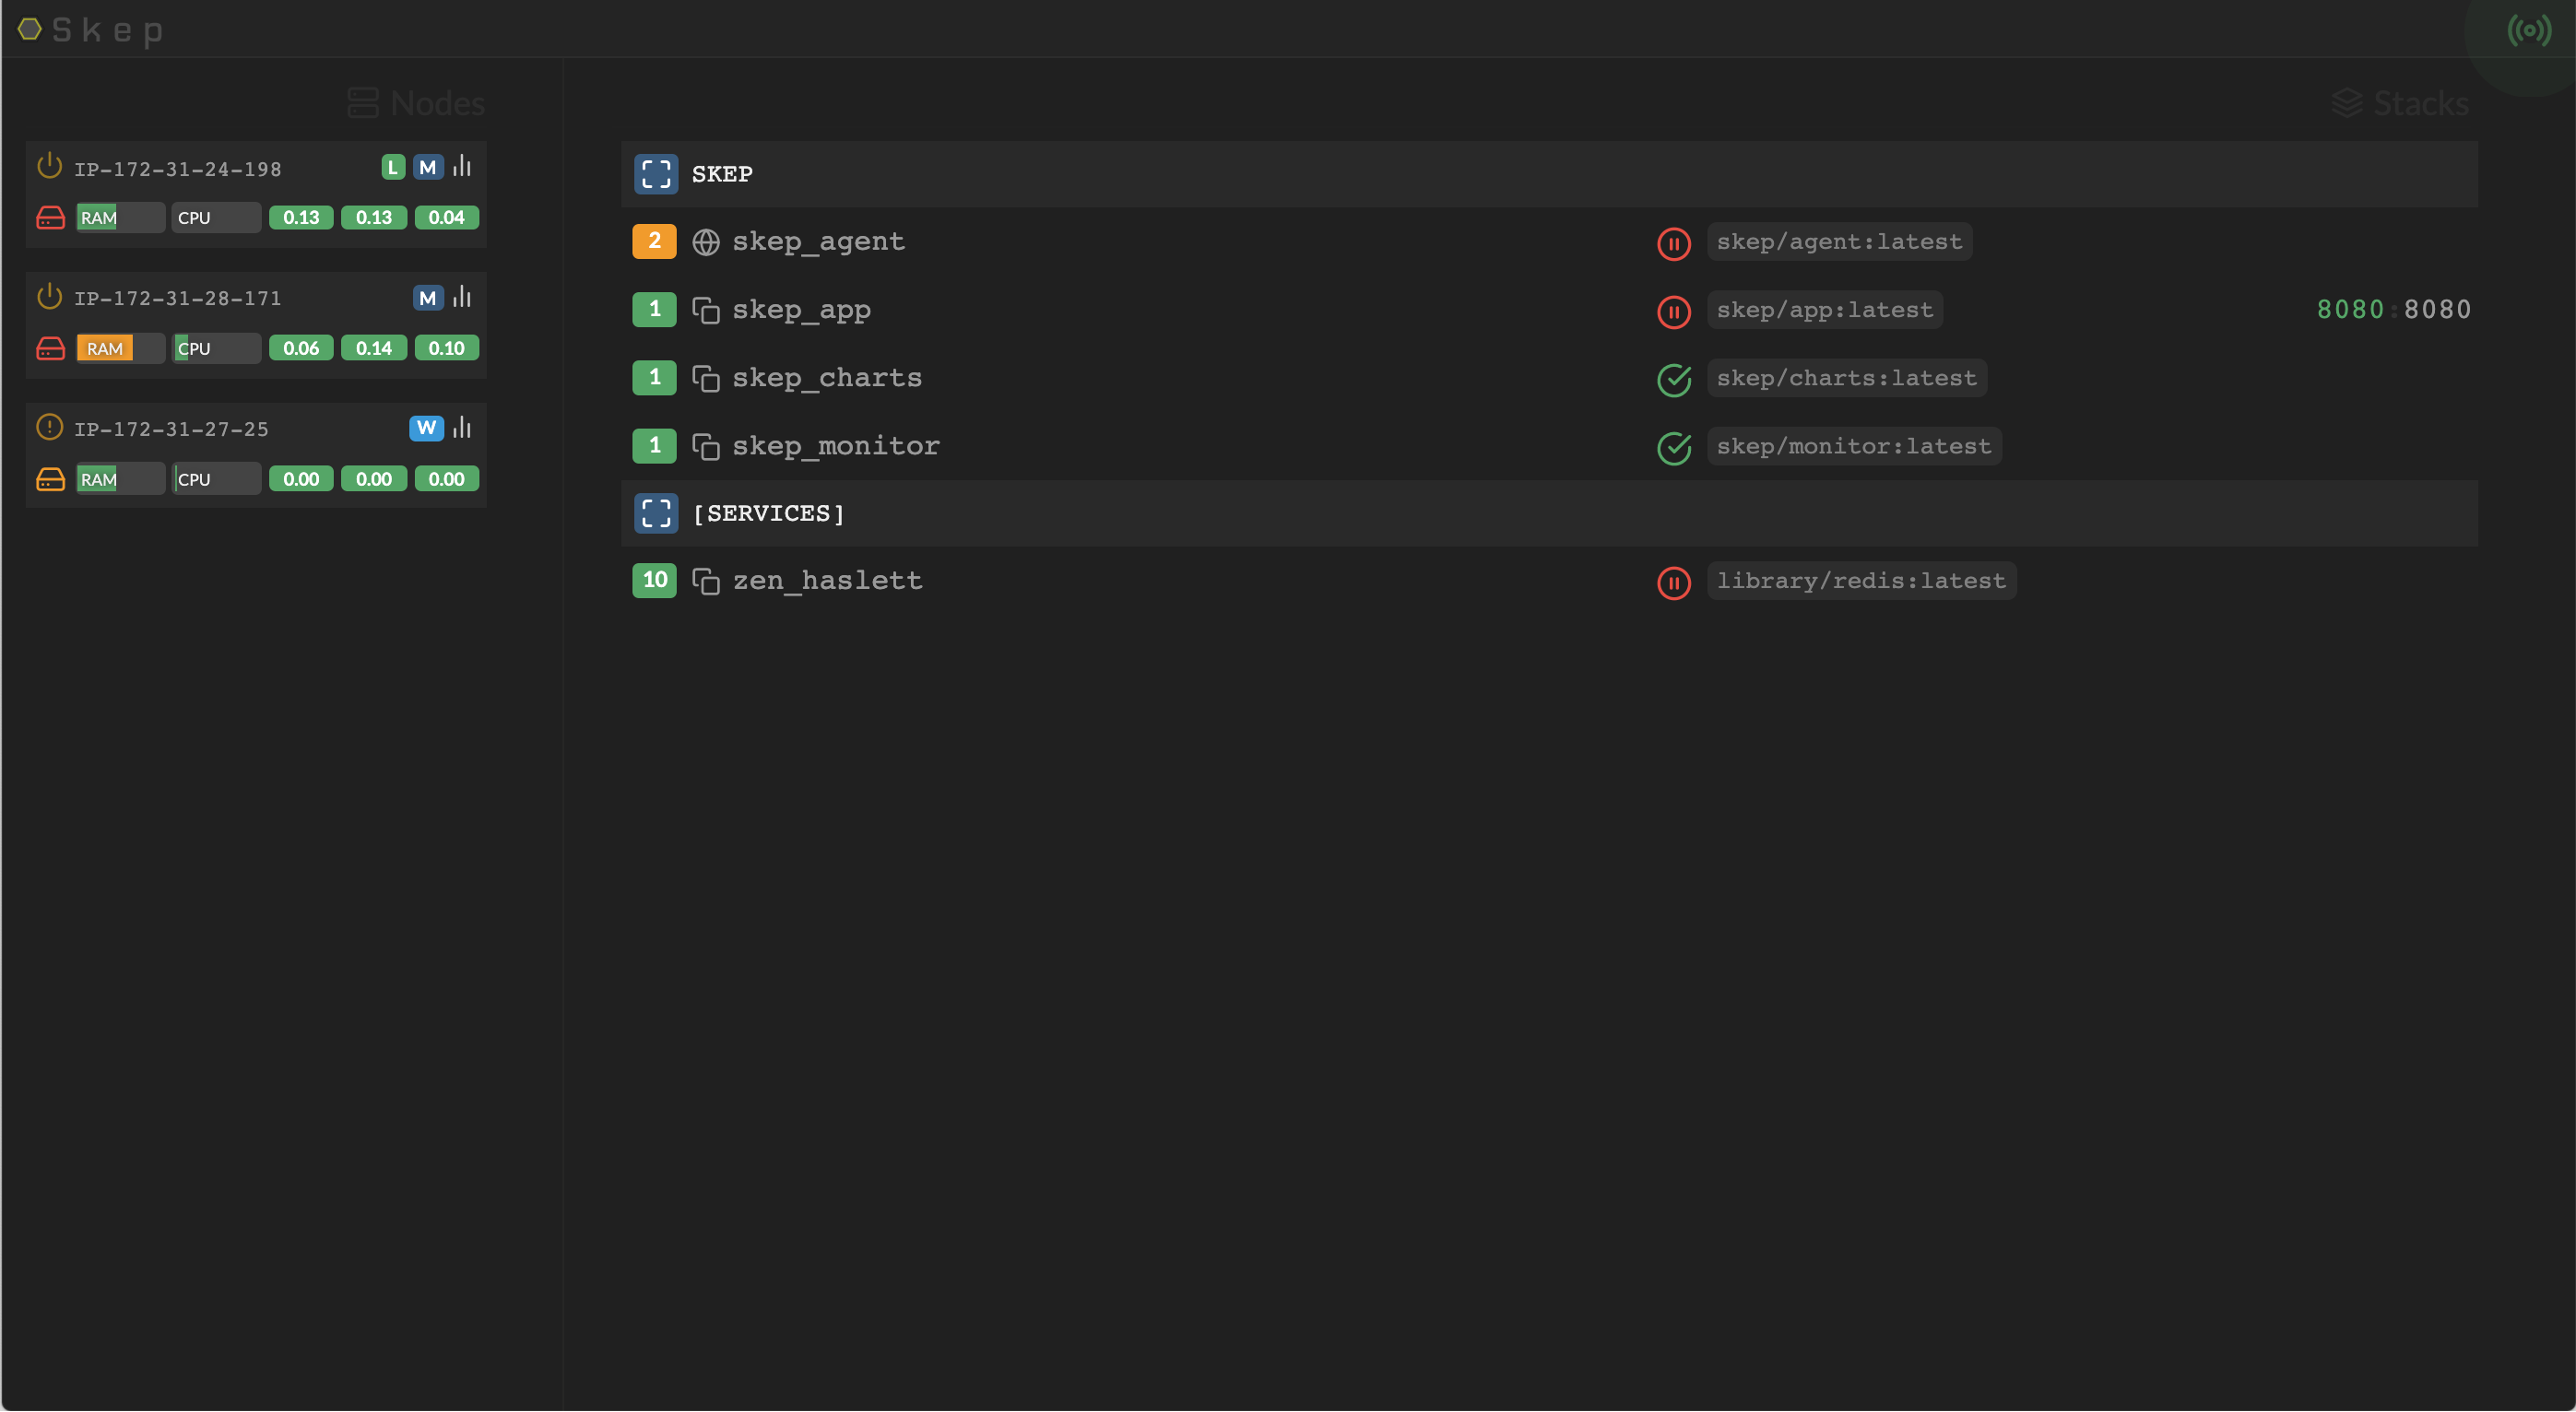 Skep
Nodes
IP-172-31-24-198 L M
RAM CPU 0.13 0.13 0.04
IP-172-31-28-171 M
RAM CPU 0.06 0.14 0.10
IP-172-31-27-25 W
RAM CPU 0.00 0.00 0.00
Stacks
SKEP
2 skep_agent skep/agent:latest
1 skep_app skep/app:latest 8080:8080
1 skep_charts skep/charts:latest
1 skep_monitor skep/monitor:latest
[SERVICES]
10 zen_haslett library/redis:latest